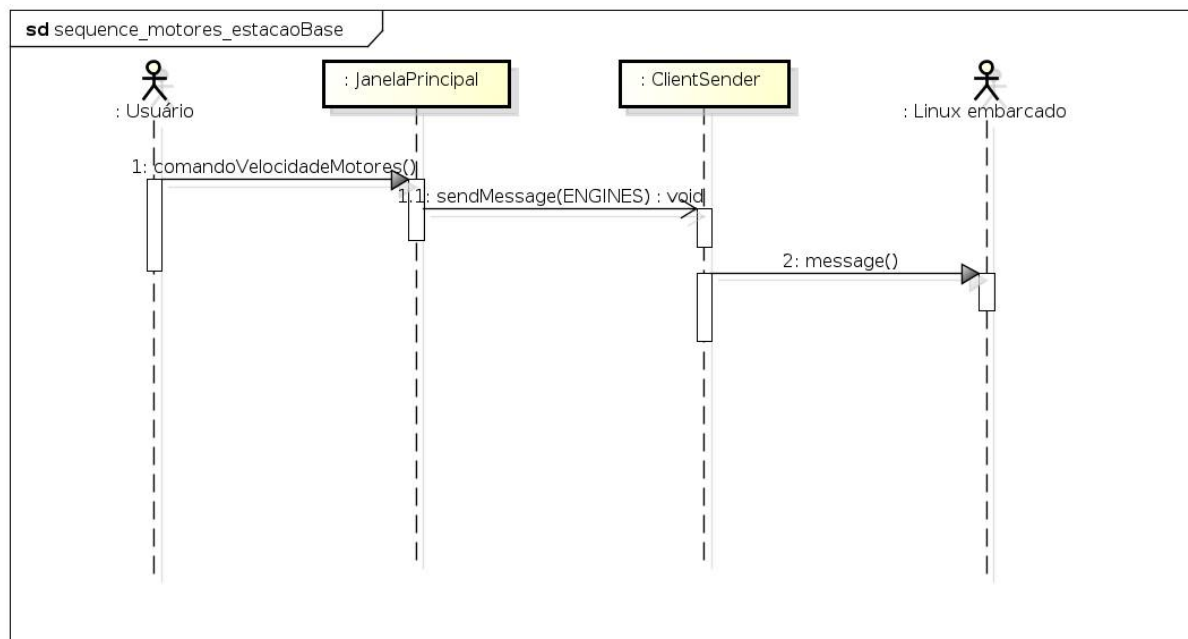 sd sequence_motores_estacaoBase
: Usuário
: JanelaPrincipal
: ClientSender
: Linux embarcado
1: comandoVelocidadeMotores()
1.1: sendMessage(ENGINES) : void
2: message()